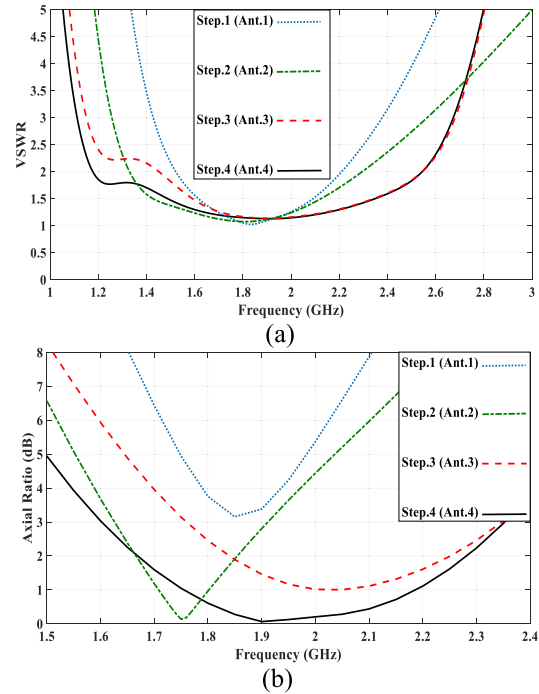 5
4.5
4
3.5
3
2.5
2
1.5
1
0.5
0
VSWR
Step.1 (Ant.1)
Step.2 (Ant.2)
Step.3 (Ant.3)
Step.4 (Ant.4)
1 1.2 1.4 1.6 1.8 2 2.2 2.4 2.6 2.8 3
Frequency (GHz)
(a)
8
7
6
5
4
3
2
1
0
Axial Ratio (dB)
Step.1 (Ant.1)
Step.2 (Ant.2)
Step.3 (Ant.3)
Step.4 (Ant.4)
1.5 1.6 1.7 1.8 1.9 2 2.1 2.2 2.3 2.4
Frequency (GHz)
(b)